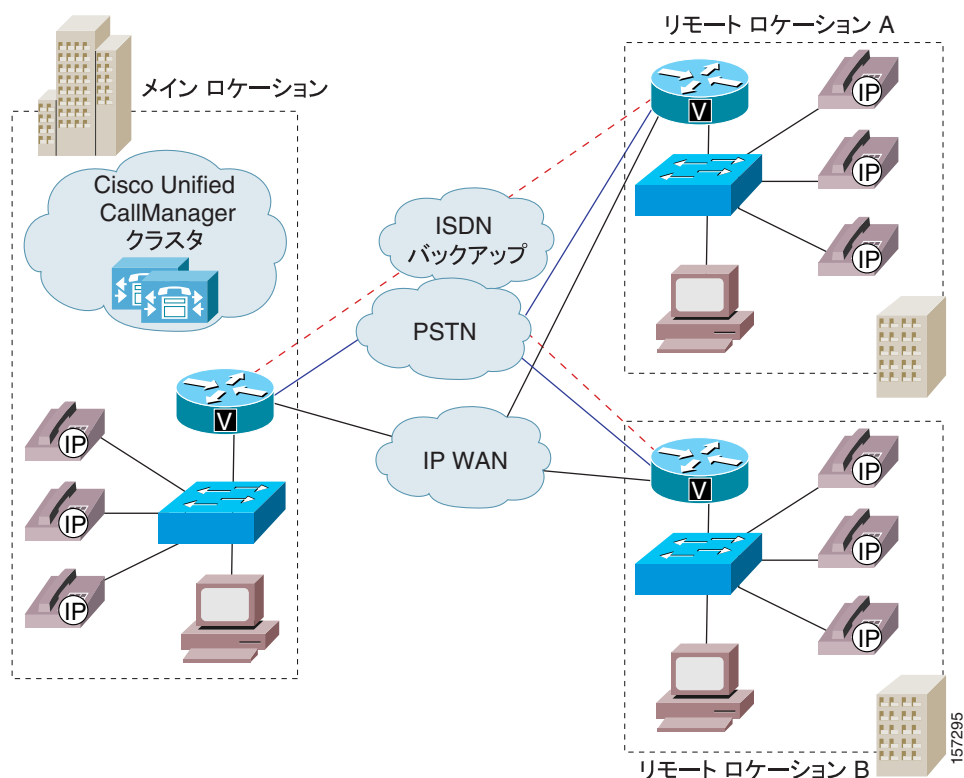 リモート ロケーション A
メイン ロケーション
Cisco Unified
CallManager
クラスタ
ISDN
バックアップ
PSTN
IP WAN
V
IP
IP
IP
V
IP
IP
IP
V
IP
IP
IP
リモート ロケーション B
157295